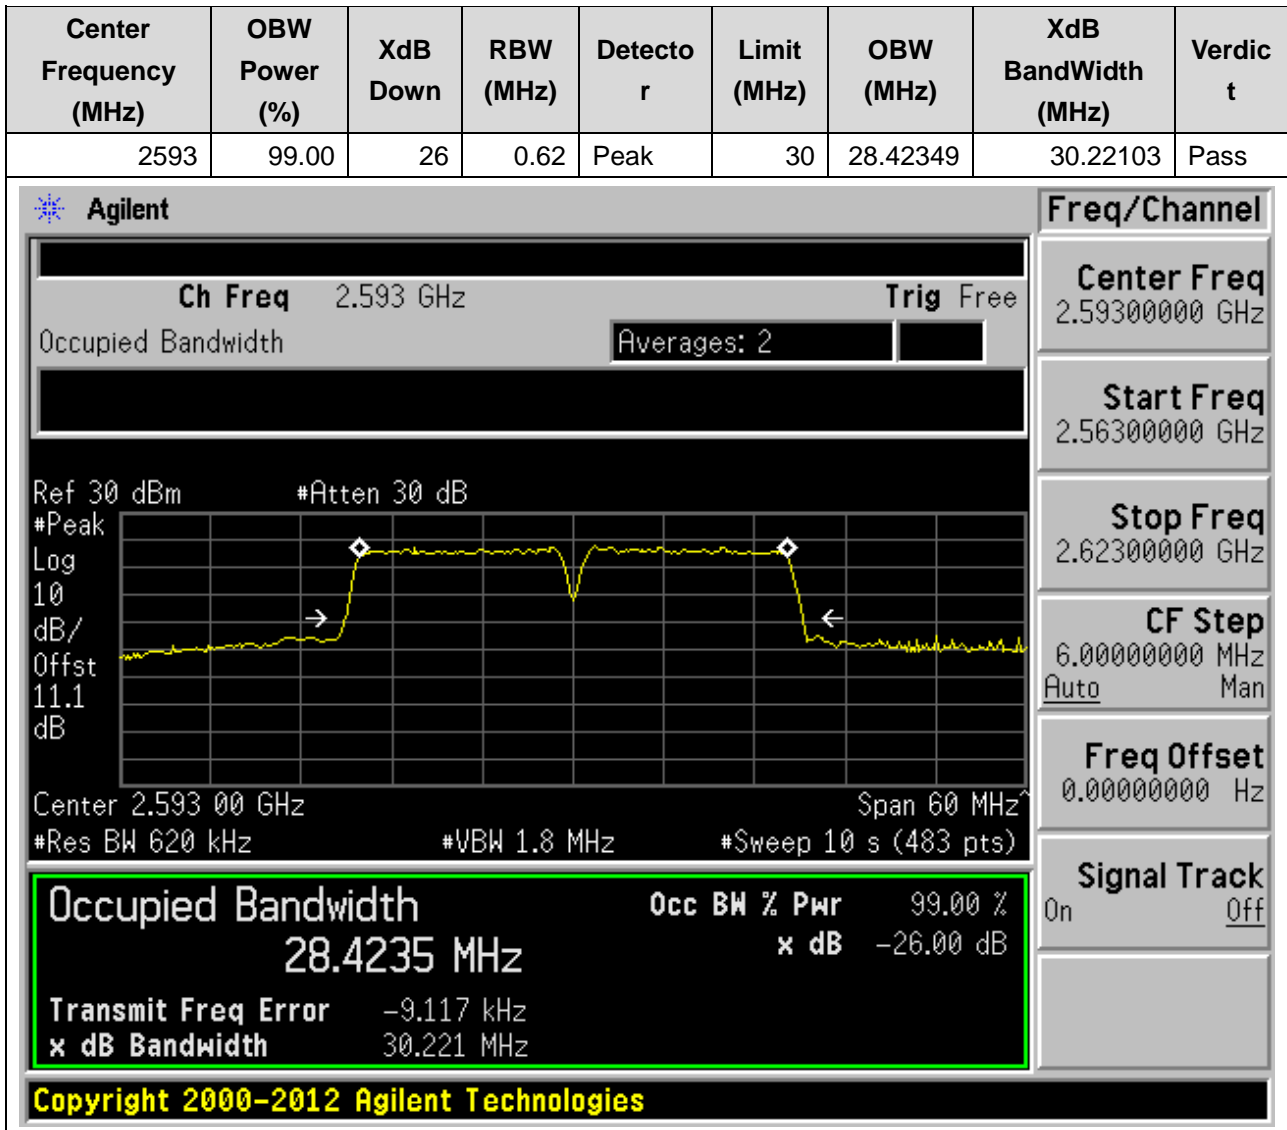 Center Frequency (MHz) OBW Power (%) XdB Down RBW (MHz) Detector Limit (MHz) OBW (MHz) XdB BandWidth (MHz) Verdict
2593 99.00 26 0.62 Peak 30 28.42349 30.22103 Pass
Agilent
Freq/Channel
Ch Freq 2.593 GHz Trig Free
Occupied Bandwidth Averages: 2
Center Freq
2.59300000 GHz
Start Freq
2.56300000 GHz
Stop Freq
2.62300000 GHz
CF Step
6.00000000 MHz
Auto Man
Freq Offset
0.00000000 Hz
Signal Track
On Off
Ref 30 dBm #Atten 30 dB
#Peak
Log
10
dB/
Offst
11.1
dB
Center 2.593 00 GHz Span 60 MHz^
#Res BW 620 kHz #VBW 1.8 MHz #Sweep 10 s (483 pts)
Occupied Bandwidth Occ BW % Pwr 99.00 %
28.4235 MHz x dB -26.00 dB
Transmit Freq Error -9.117 kHz
x dB Bandwidth 30.221 MHz
Copyright 2000-2012 Agilent Technologies